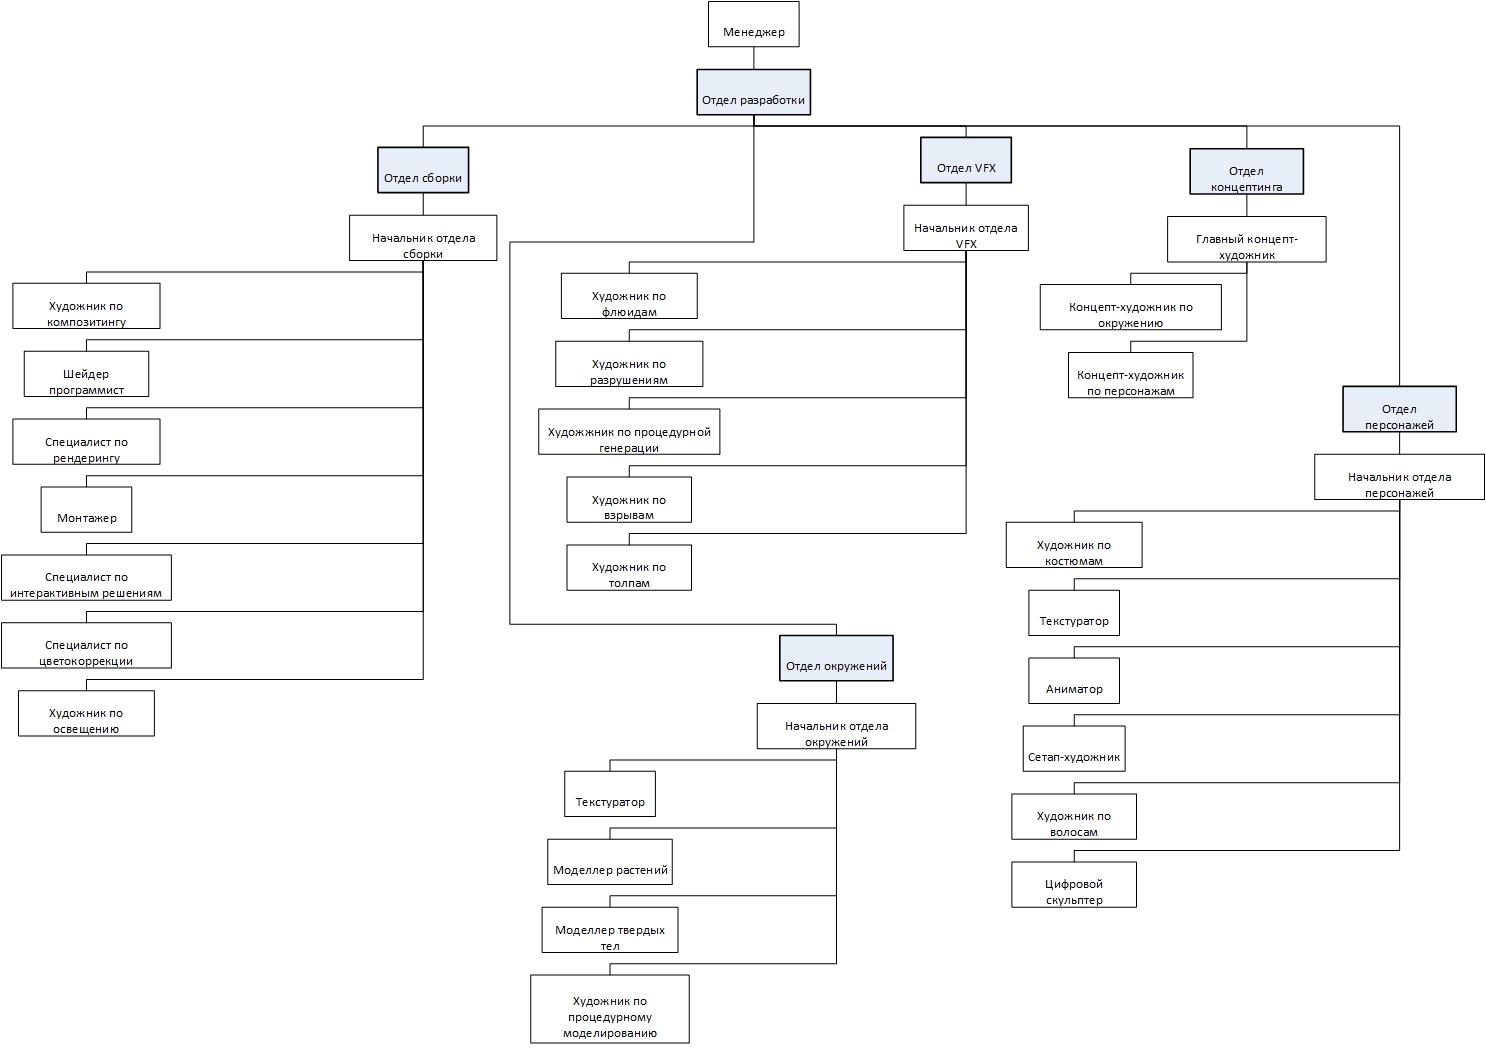 Менеджер
Отдел разработки
Отдел сборки
Начальник отдела
сборки
Художник по
композитингу
Шейдер
программист
Специалист по
рендерингу
Монтажер
Специалист по
интерактивным решениям
Специалист по
цветокоррекции
Художник по
освещению
Отдел VFX
Начальник отдела
VFX
Художник по
флюидам
Художник по
разрушениям
Художжник по процедурной
генерации
Художник по
взрывам
Художник по
толпам
Отдел окружений
Начальник отдела
окружений
Текстуратор
Моделлер растений
Моделлер твердых
тел
Художник по
процедурному
моделированию
Отдел
концептинга
Главный концепт-
художник
Концепт-художник по
окружению
Концепт-художник
по персонажам
Отдел
персонажей
Начальник отдела
персонажей
Художник по
костюмам
Текстуратор
Аниматор
Сетап-художник
Художник по
волосам
Цифровой
скульптер